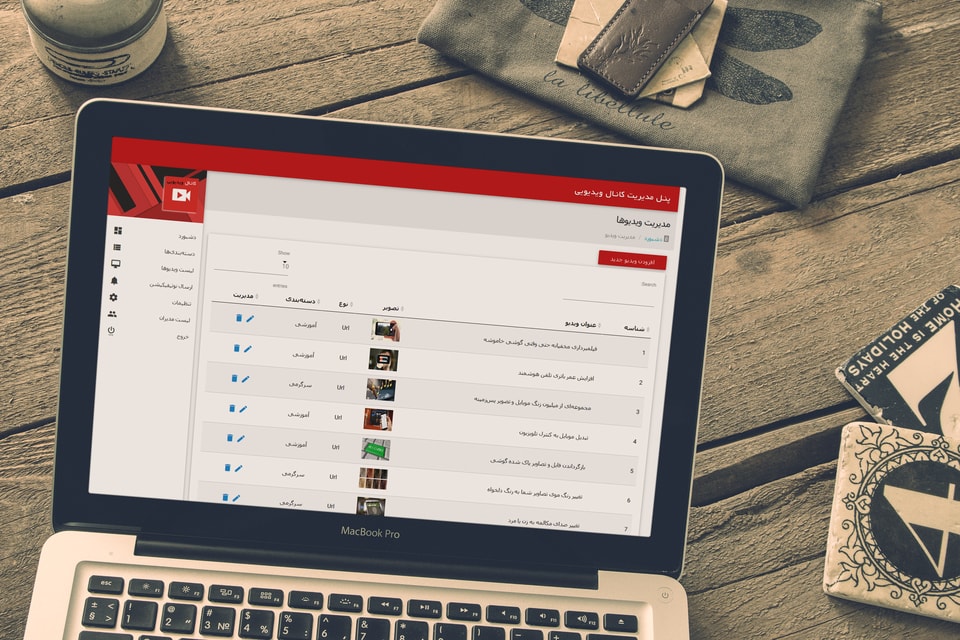 la libellule
HOME IS THE HEART
OF THE HOLIDAYS
پنل مدیریت کانال ویدیویی
مدیریت ویدیوها
داشبورد / مدیریت ویدیو
افزودن ویدیو جدید
Search
Show
10
entries
شناسه عنوان ویدیو تصویر نوع دسته‌بندی مدیریت
1 فیلمبرداری مخفیانه حتی وقتی گوشی خاموشه Url آموزشی
2 افزایش عمر باتری تلفن هوشمند Url آموزشی
3 مجموعه‌ای از میلیون رنگ موبایل و تصویر پس‌زمینه Url سرگرمی
4 تبدیل موبایل به کنترل تلویزیون Url آموزشی
5 بازگرداندن فایل و تصاویر پاک شده گوشی Url آموزشی
6 تغییر رنگ موی تصاویر شما به رنگ دلخواه Url سرگرمی
7 تغییر صدای مکالمه به زن یا مرد Url سرگرمی
کانال ویدیویی
داشبورد
دسته‌بندی‌ها
لیست ویدیوها
ارسال نوتیفیکیشن
تنظیمات
لیست مدیران
خروج
MacBook Pro
esc